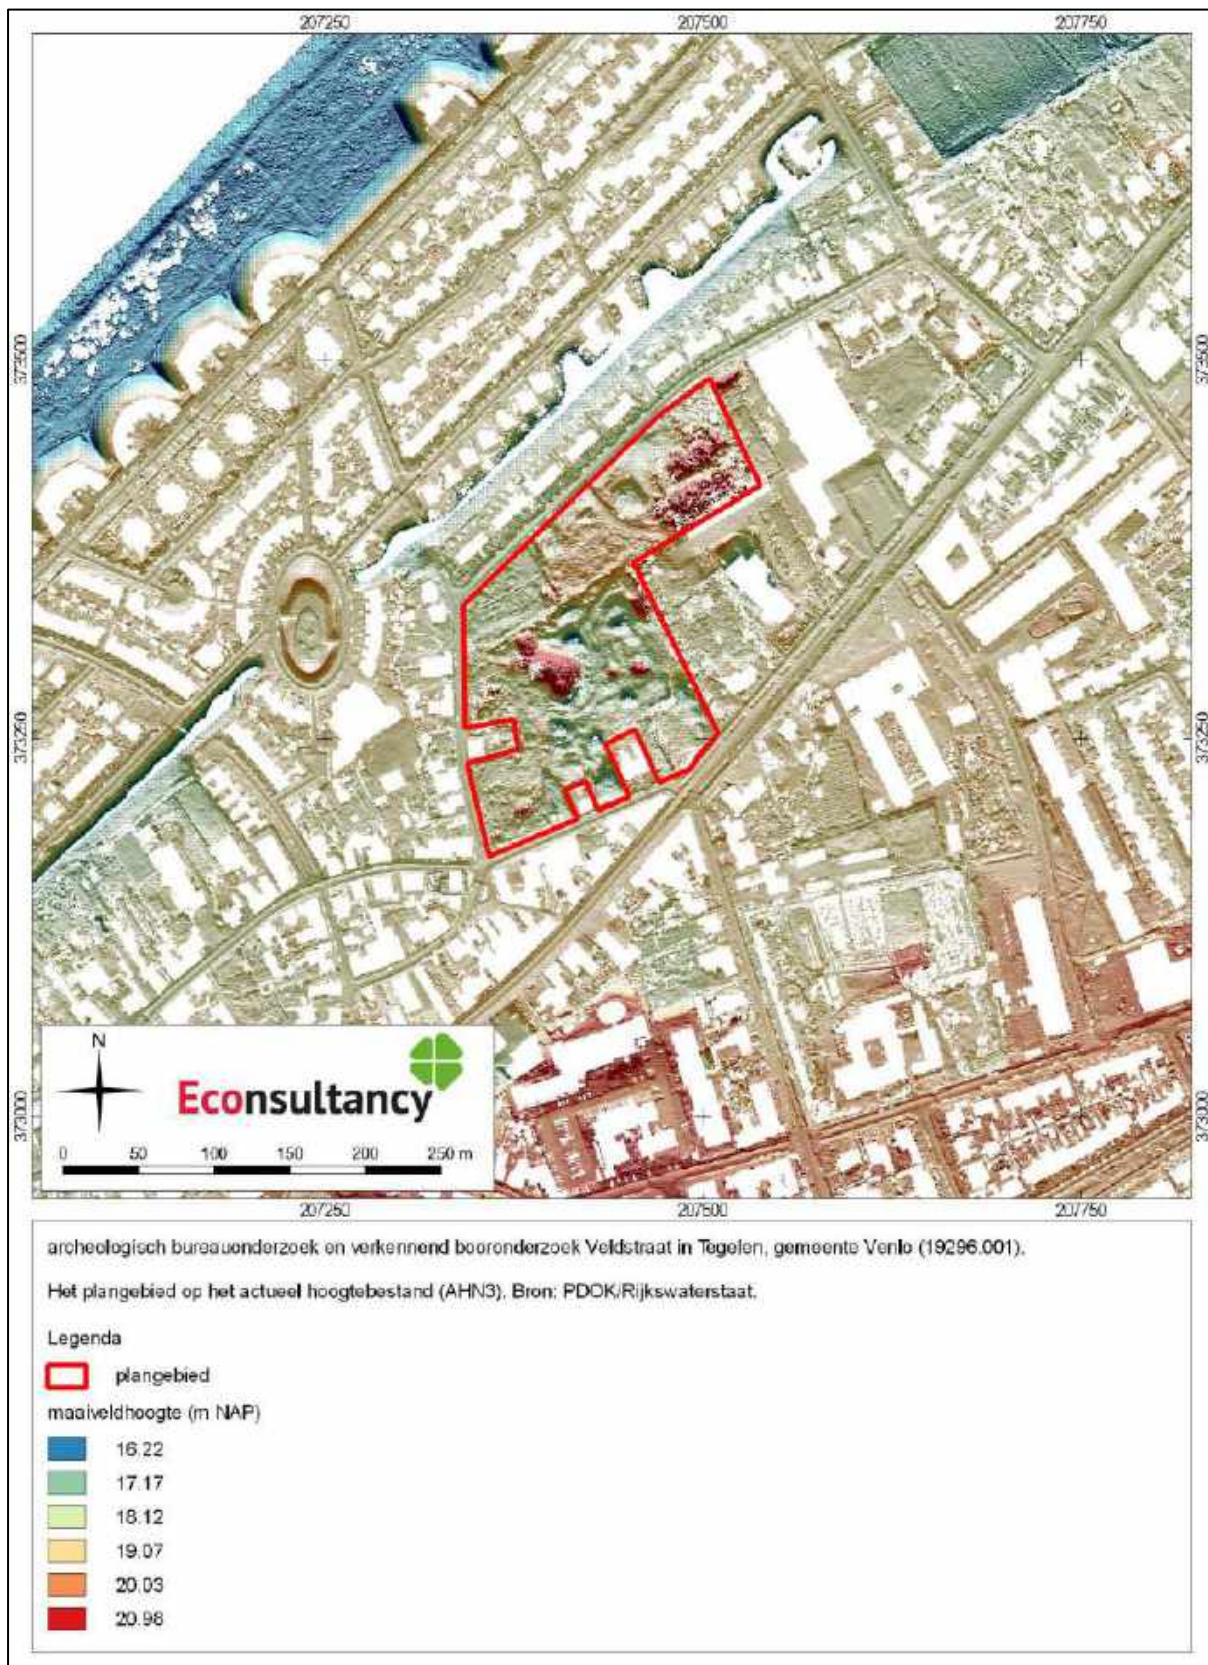 207250 207500 207750
373500 373500
373250 373250
373000 373000
N
Econsultancy
0 50 100 150 200 250 m
207250 207500 207750
archeologisch bureauonderzoek en verkennend booronderzoek Veldstraat in Tegelen, gemeente Venlo (19296.001).
Het plangebied op het actueel hoogtebestand (AHN3). Bron: PDOK/Rijkswaterstaat.
Legenda
plangebied
maaiveldhoogte (m NAP)
16.22
17.17
18.12
19.07
20.03
20.98